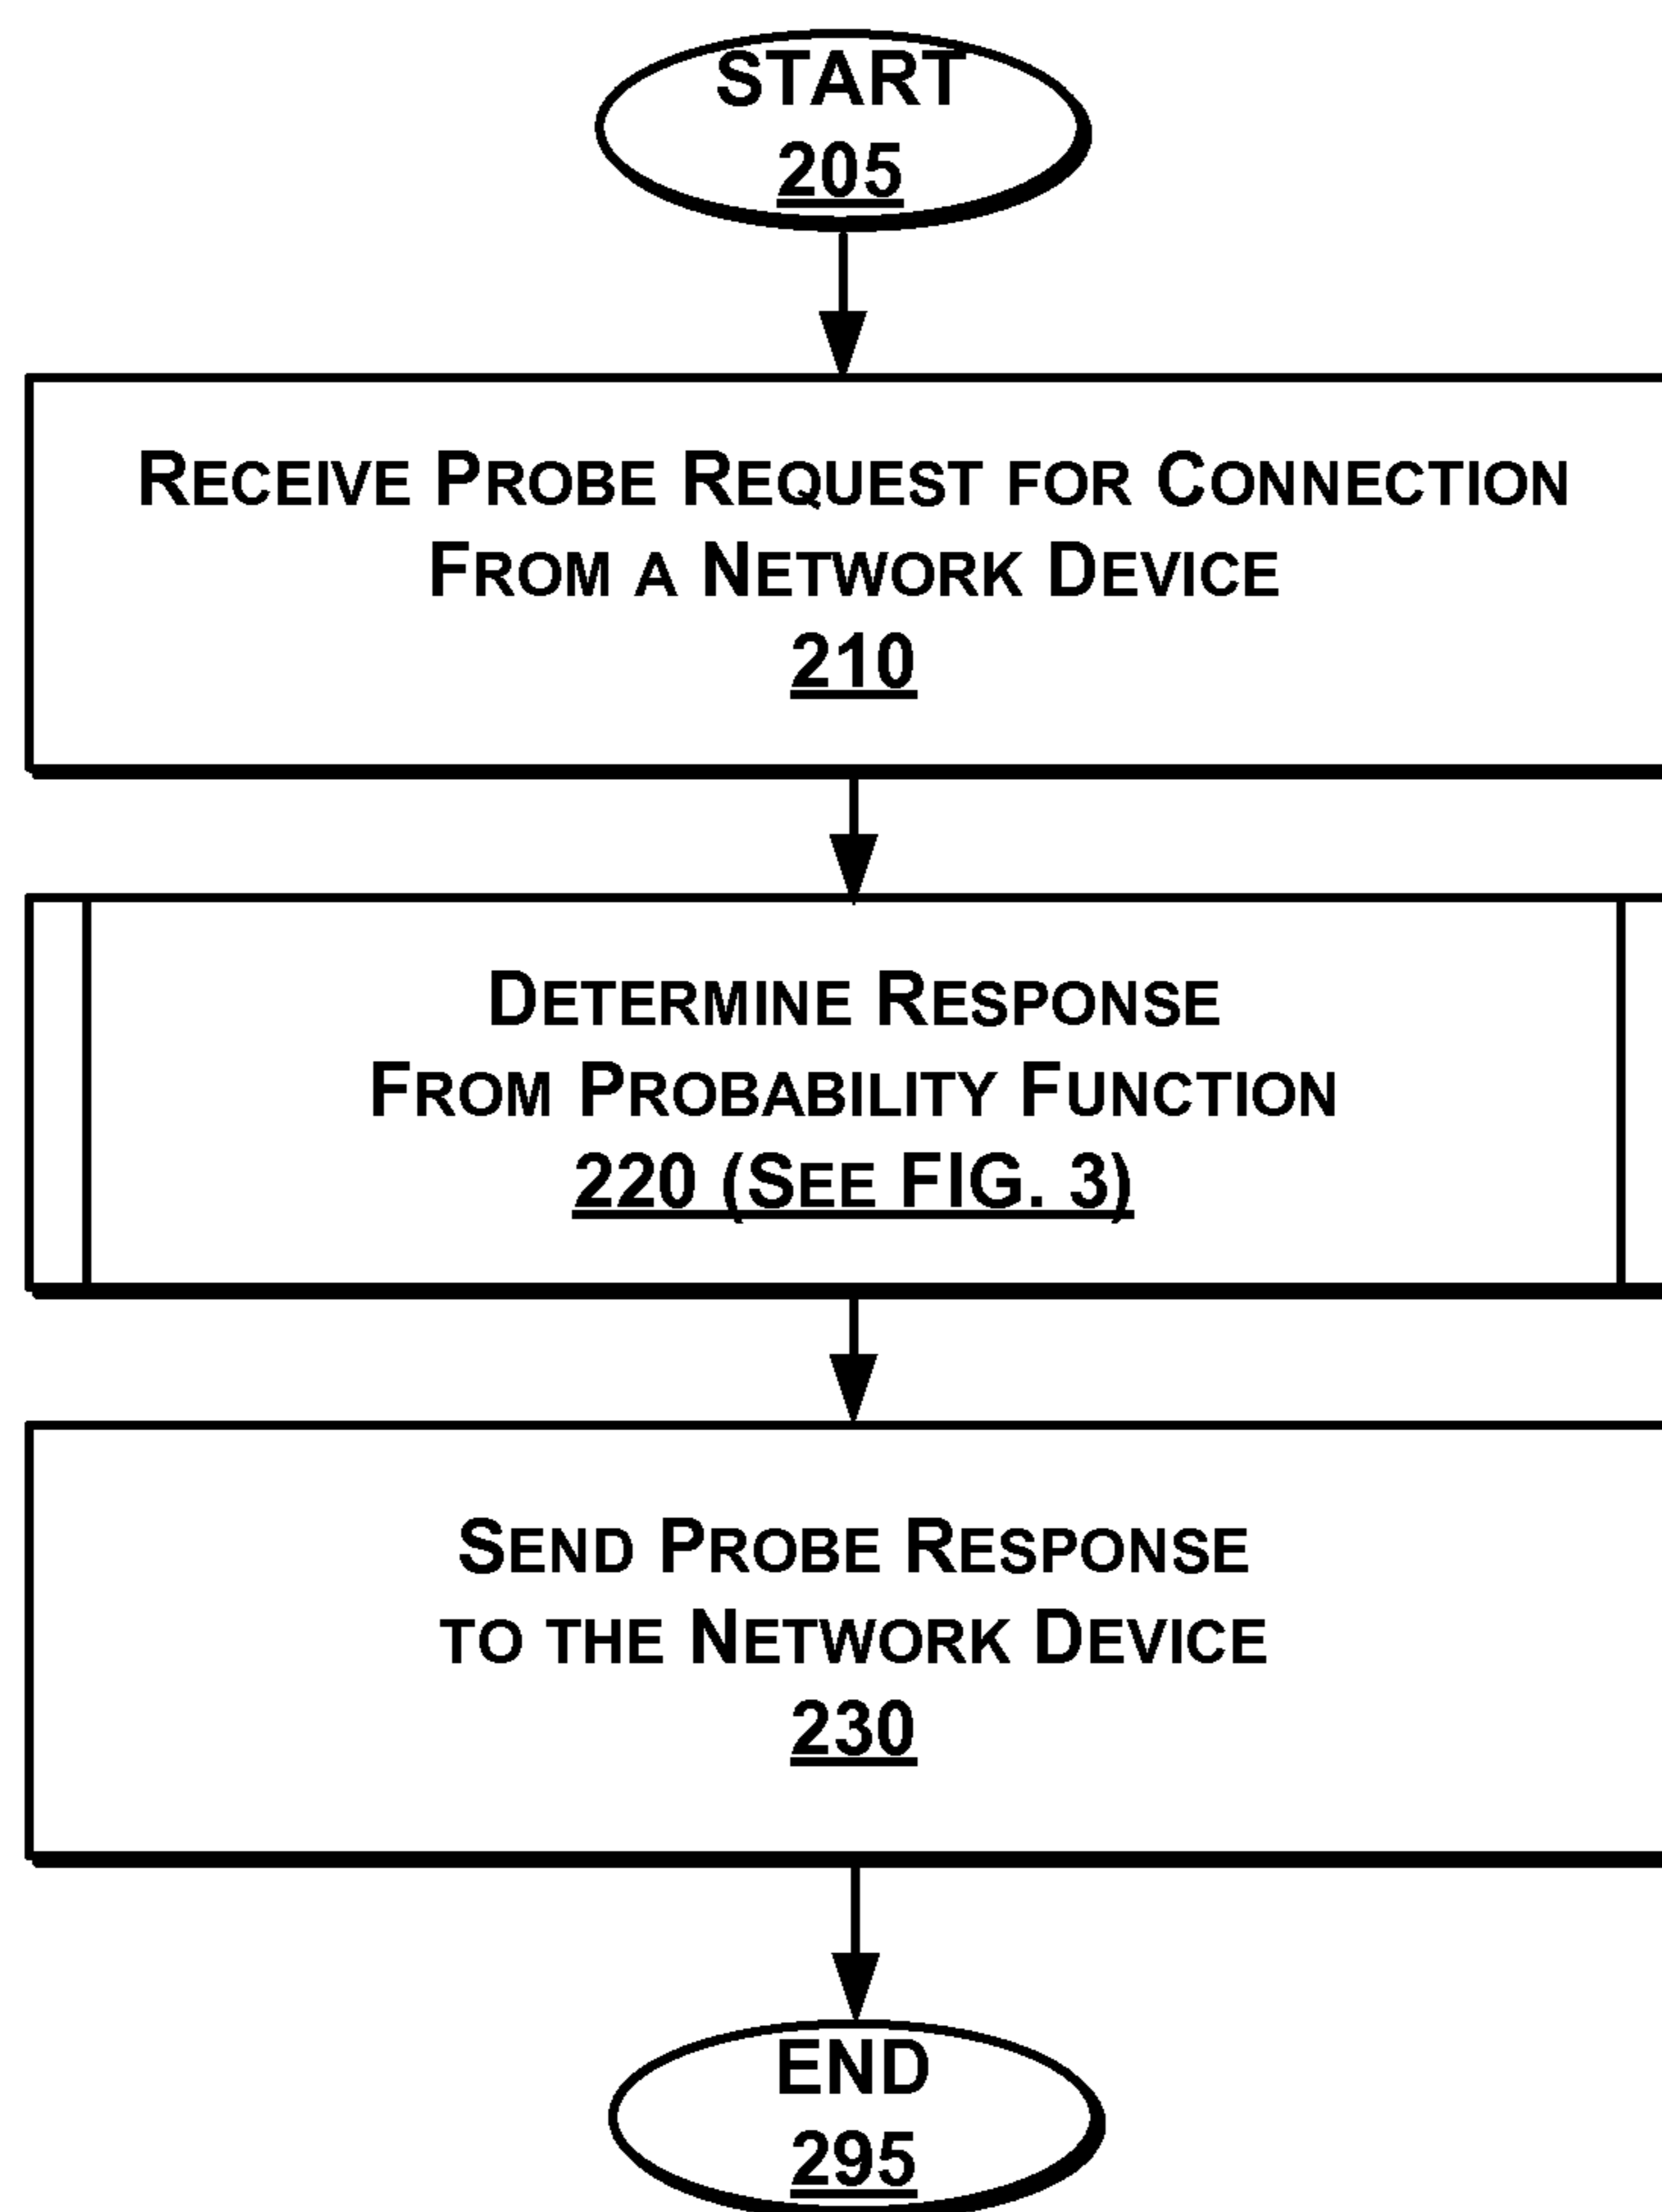 START
205
RECEIVE PROBE REQUEST FOR CONNECTION
FROM A NETWORK DEVICE
210
DETERMINE RESPONSE
FROM PROBABILITY FUNCTION
220 (SEE FIG. 3)
SEND PROBE RESPONSE
TO THE NETWORK DEVICE
230
END
295